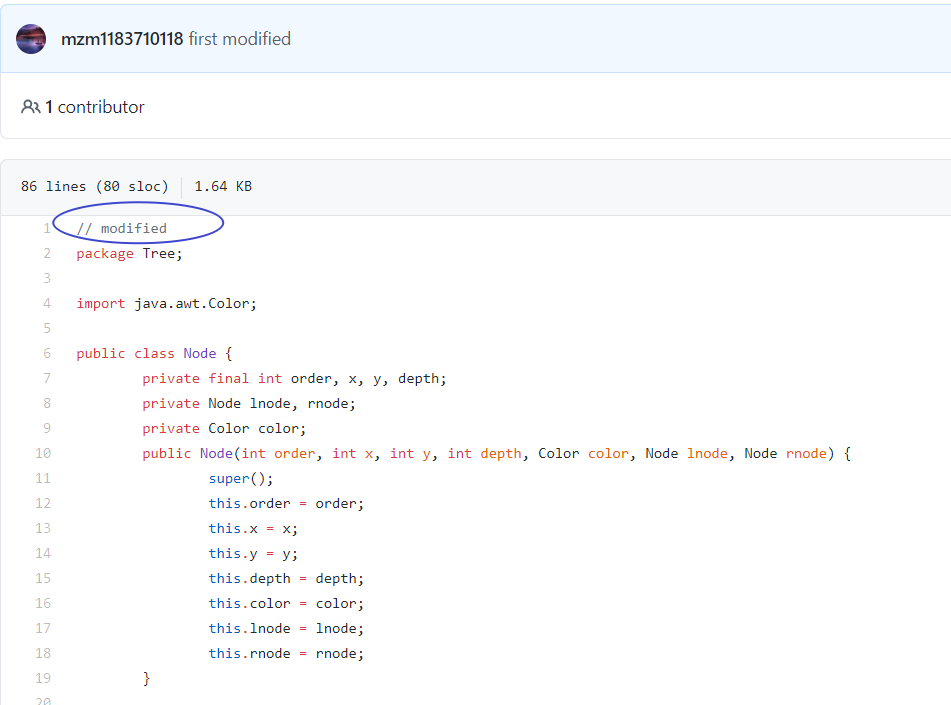 mzm1183710118 first modified
1 contributor
86 lines (80 sloc) 1.64 KB
1 // modified
2 package Tree;
3
4 import java.awt.Color;
5
6 public class Node {
7 private final int order, x, y, depth;
8 private Node lnode, rnode;
9 private Color color;
10 public Node(int order, int x, int y, int depth, Color color, Node lnode, Node rnode) {
11 super();
12 this.order = order;
13 this.x = x;
14 this.y = y;
15 this.depth = depth;
16 this.color = color;
17 this.lnode = lnode;
18 this.rnode = rnode;
19 }
20